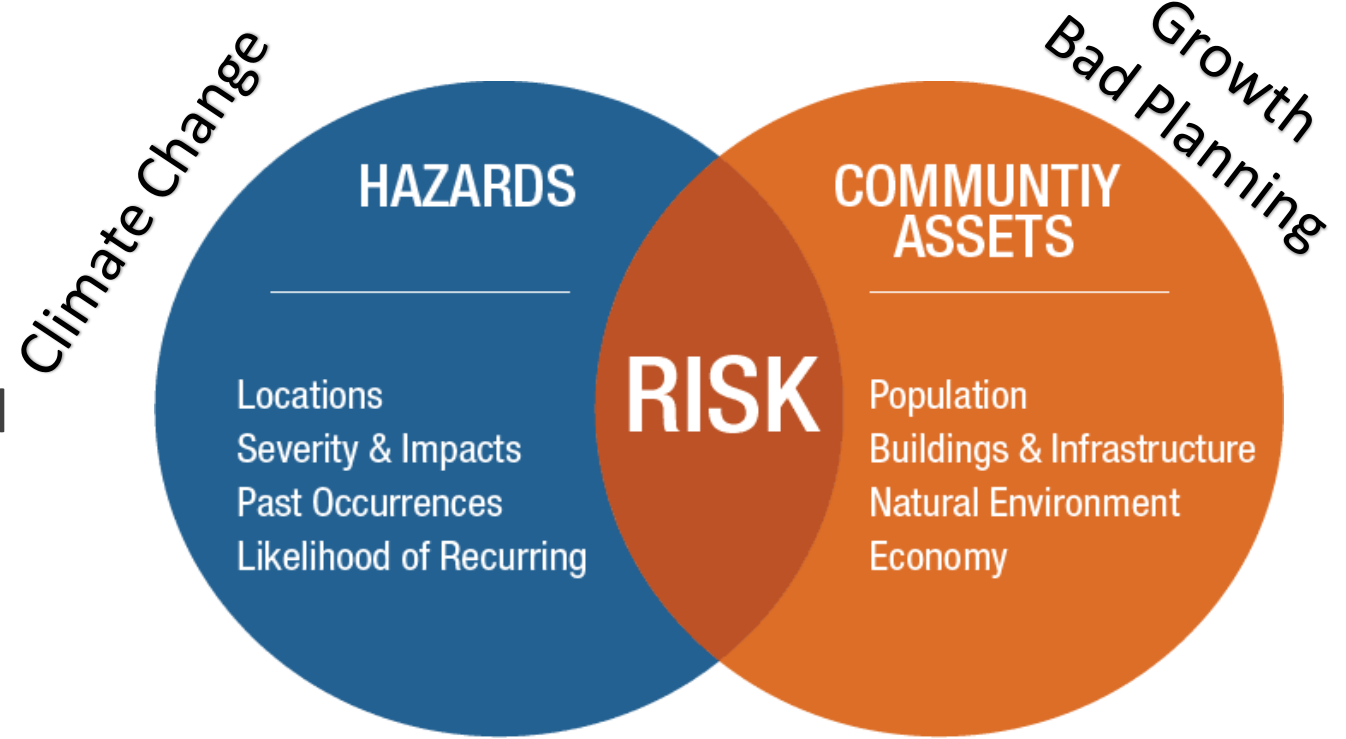 Climate Change
Growth
Bad Planning
HAZARDS
Locations
Severity & Impacts
Past Occurrences
Likelihood of Recurring
RISK
COMMUNTIY
ASSETS
Population
Buildings & Infrastructure
Natural Environment
Economy